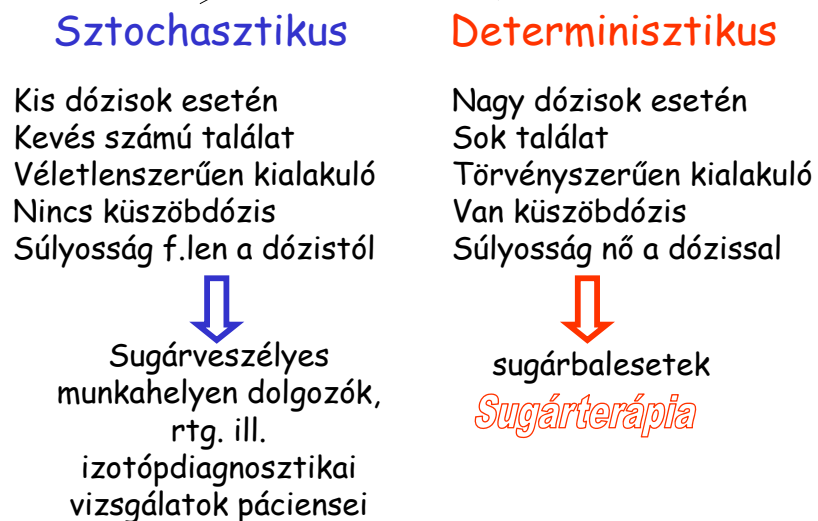 Sztochasztikus
Kis dózisok esetén
Kevés számú találat
Véletlenszerűen kialakuló
Nincs küszöbdózis
Súlyosság f.len a dózistól
Sugárveszélyes
munkahelyen dolgozók,
rtg. ill.
izotópdiagnosztikai
vizsgálatok páciensei
Determinisztikus
Nagy dózisok esetén
Sok találat
Törvényszerűen kialakuló
Van küszöbdózis
Súlyosság nő a dózissal
sugárbalesetek
Sugárterápia